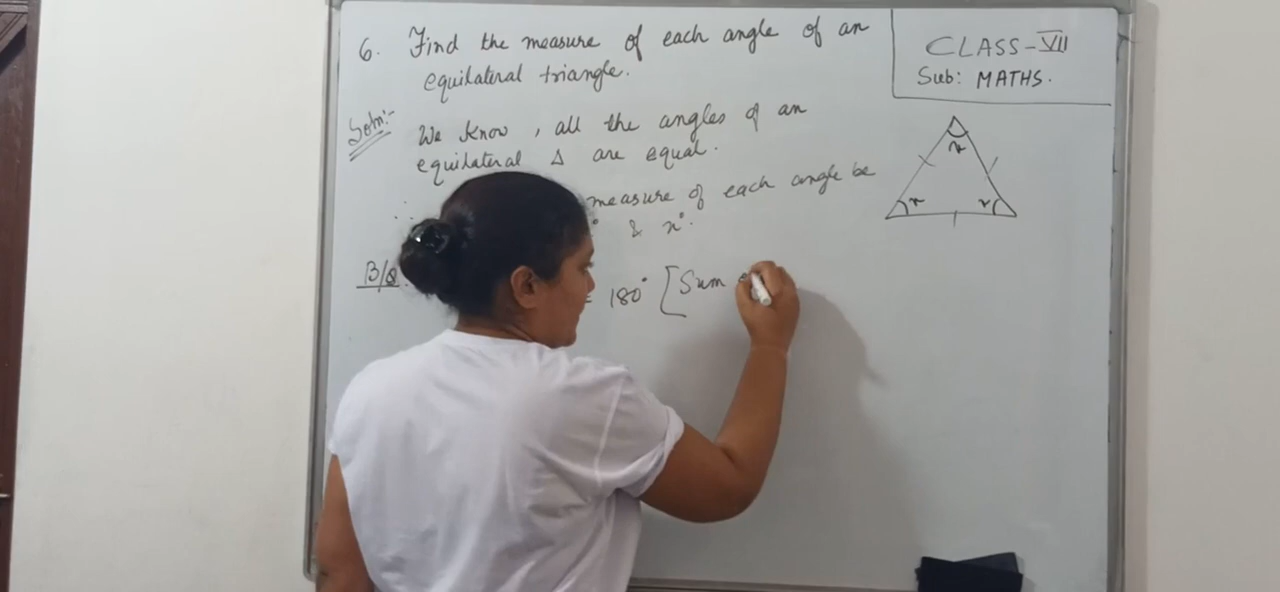 6. Find the measure of each angle of an
equilateral triangle.
CLASS-VII
Sub: MATHS.
Soln:-
We know, all the angles of an
equilateral Δ are equal.
∴ measure of each angle be
° & x°.
B/Q.
= 180° [Sum
x
x
x